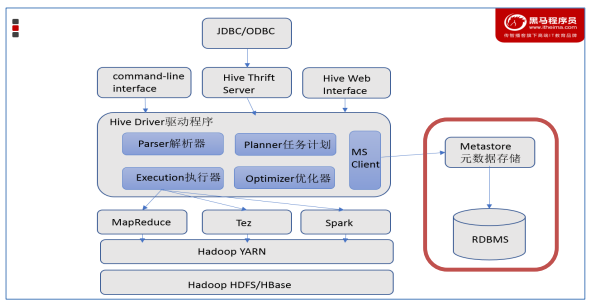 黑马程序员
www.itheima.com
传智播客旗下高端IT教育品牌
JDBC/ODBC
command-line
interface
Hive Thrift
Server
Hive Web
Interface
Hive Driver驱动程序
Parser解析器
Planner任务计划
MS
Client
Execution执行器
Optimizer优化器
Metastore
元数据存储
RDBMS
MapReduce
Tez
Spark
Hadoop YARN
Hadoop HDFS/HBase